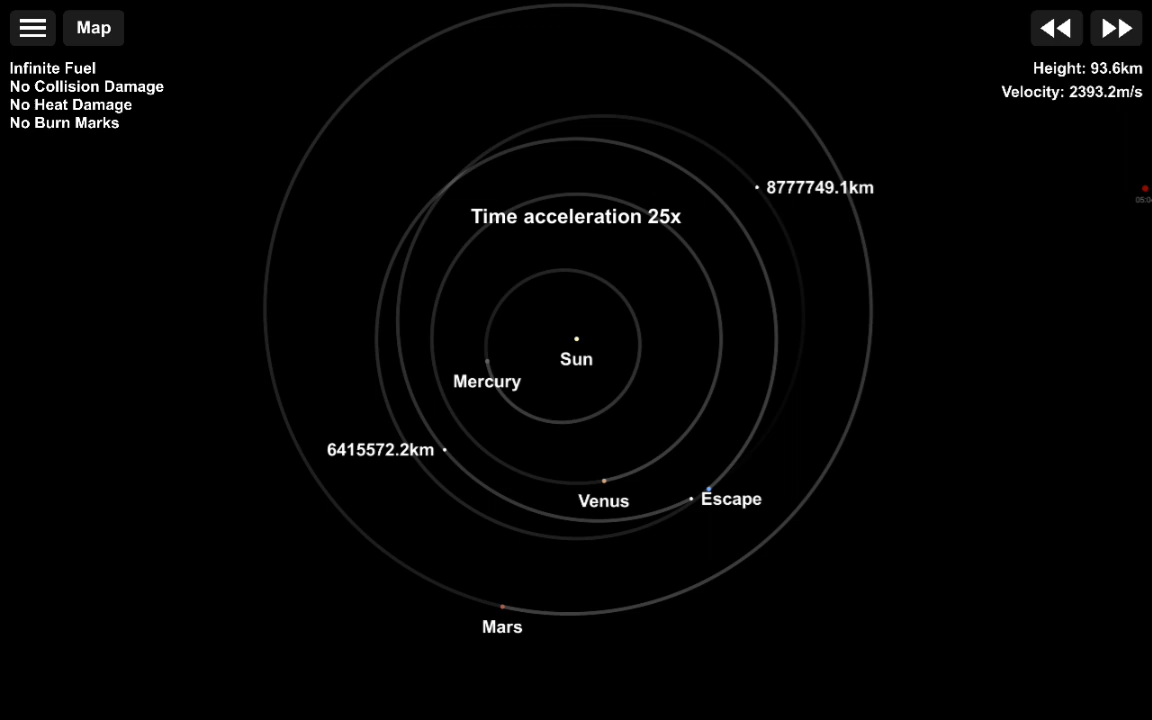 Map
Infinite Fuel
No Collision Damage
No Heat Damage
No Burn Marks
Height: 93.6km
Velocity: 2393.2m/s
8777749.1km
Time acceleration 25x
Sun
Mercury
6415572.2km
Venus
Escape
Mars